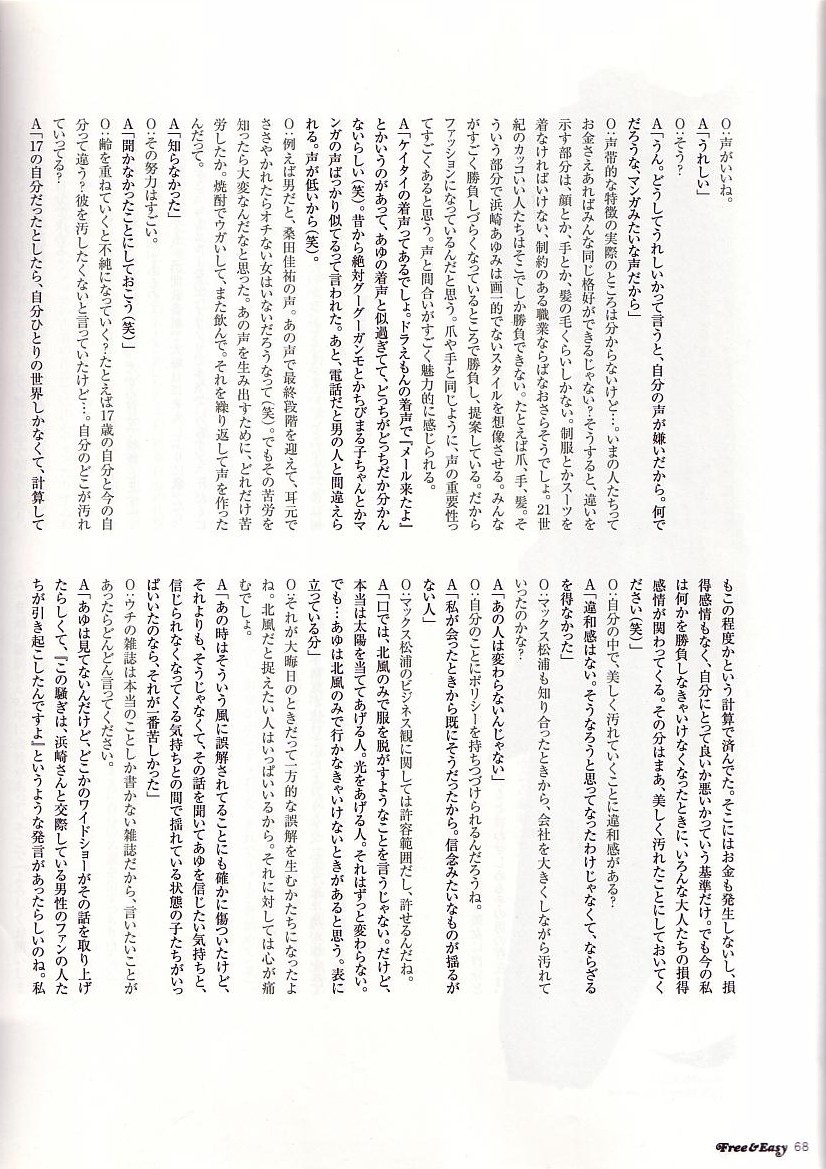 O：声がいいね。
A「うれしい」
O：そう？
A「うん。どうしてうれしいかって言うと、自分の声が嫌いだから。何で
だろうな、マンガみたいな声だから」
O：声帯的な特徴の実際のところは分からないけど…。いまの人たちって
お金さえあればみんな同じ格好ができるじゃない？そうすると、違いを
示す部分は、顔とか、手とか、髪の毛くらいしかない。制服とかスーツを
着なければいけない、制約のある職業ならばなおさらそうでしょ。21世
紀のカッコいい人たちはそこでしか勝負できない。たとえば爪、手、髪。そ
ういう部分で浜崎あゆみは画一的でないスタイルを想像させる。みんな
がすごく勝負しづらくなっているところで勝負し、提案している。だから
ファッションになっているんだと思う。爪や手と同じように、声の重要性っ
てすごくあると思う。声と間合いがすごく魅力的に感じられる。
A「ケイタイの着声ってあるでしょ。ドラえもんの着声で『メール来たよ』
とかいうのがあって、あゆの着声と似過ぎてて、どっちがどっちだか分かん
ないらしい（笑）。昔から絶対グーグーガンモとかちびまる子ちゃんとかマ
ンガの声ばっかり似てるって言われた。あと、電話だと男の人と間違えら
れる。声が低いから（笑）。
O：例えば男だと、桑田佳祐の声。あの声で最終段階を迎えて、耳元で
ささやかれたらオチない女はいないだろうなって（笑）。でもその苦労を
知ったら大変なんだなと思った。あの声を生み出すために、どれだけ苦
労したか。焼酎でウガいして、また飲んで。それを繰り返して声を作った
んだって。
A「知らなかった」
O：その努力はすごい。
A「聞かなかったことにしておこう（笑）」
O：齢を重ねていくと不純になっていく？たとえば17歳の自分と今の自
分って違う？彼を汚したくないと言っていたけど…。自分のどこが汚れ
ていってる？
A「17の自分だったとしたら、自分ひとりの世界しかなくて、計算して
もこの程度かという計算で済んでた。そこにはお金も発生しないし、損
得感情もなく、自分にとって良いか悪いかっていう基準だけ。でも今の私
は何かを勝負しなきゃいけなくなったときに、いろんな大人たちの損得
感情が関わってくる。その分はまあ、美しく汚れたことにしておいてく
ださい（笑）」
O：自分の中で、美しく汚れていくことに違和感がある？
A「違和感はない。そうなろうと思ってなったわけじゃなくて、ならざる
を得なかった」
O：マックス松浦も知り合ったときから、会社を大きくしながら汚れて
いったのかな？
A「あの人は変わらないんじゃない」
O：自分のことにポリシーを持ちつづけられるんだろうね。
A「私が会ったときから既にそうだったから。信念みたいなものが揺るが
ない人」
O：マックス松浦のビジネス観に関しては許容範囲だし、許せるんだね。
A「口では、北風のみで服を脱がすようなことを言うじゃない。だけど、
本当は太陽を当ててあげる人。光をあげる人。それはずっと変わらない。
でも…あゆは北風のみで行かなきゃいけないときがあると思う。表に
立っている分」
O：それが大晦日のときだって一方的な誤解を生むかたちになったよ
ね。北風だと捉えたい人はいっぱいいるから。それに対しては心が痛
むでしょ。
A「あの時はそういう風に誤解されてることにも確かに傷ついたけど、
それよりも、そうじゃなくて、その話を聞いてあゆを信じたい気持ちと、
信じられなくなってくる気持ちとの間で揺れている状態の子たちがいっ
ぱいいたのなら、それが一番苦しかった」
O：ウチの雑誌は本当のことしか書かない雑誌だから、言いたいことが
あったらどんどん言ってください。
A「あゆは見てないんだけど、どこかのワイドショーがその話を取り上げ
たらしくて、『この騒ぎは、浜崎さんと交際している男性のファンの人た
ちが引き起こしたんですよ』というような発言があったらしいのね。私
Free&Easy 68